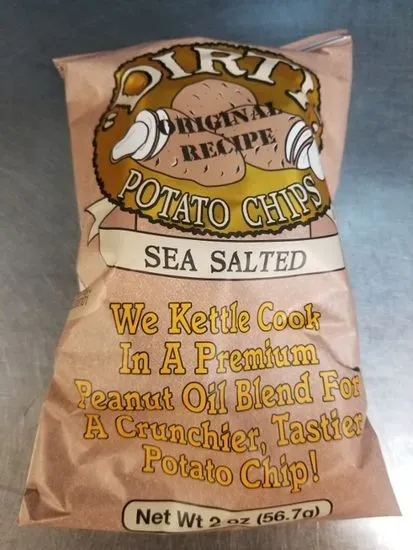 "DIRTY"
ORIGINAL
RECIPE
POTATO CHIPS
SEA SALTED
We Kettle Cook
In A Premium
Peanut Oil Blend For
A Crunchier, Tastier
Potato Chip!
Net Wt 2 oz (56.7g)